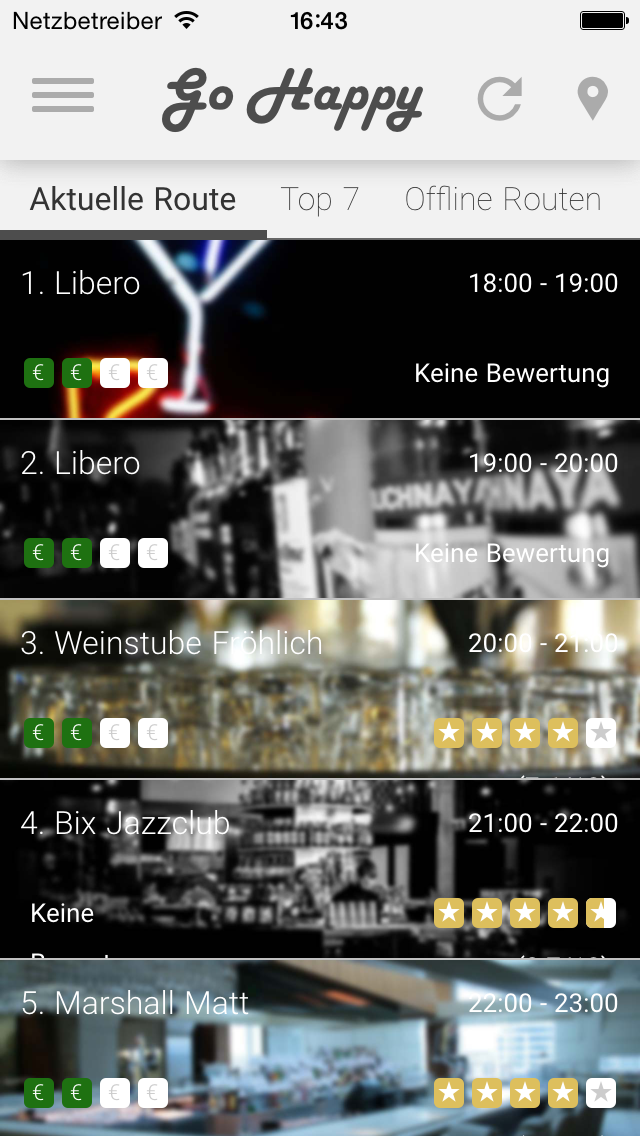 Netzbetreiber 16:43
Go Happy
Aktuelle Route Top 7 Offline Routen
1. Libero 18:00 - 19:00
€ € € € Keine Bewertung
2. Libero 19:00 - 20:00
€ € € € Keine Bewertung
3. Weinstube Fröhlich 20:00 - 21:00
€ € € €
4. Bix Jazzclub 21:00 - 22:00
Keine
5. Marshall Matt 22:00 - 23:00
€ € € €